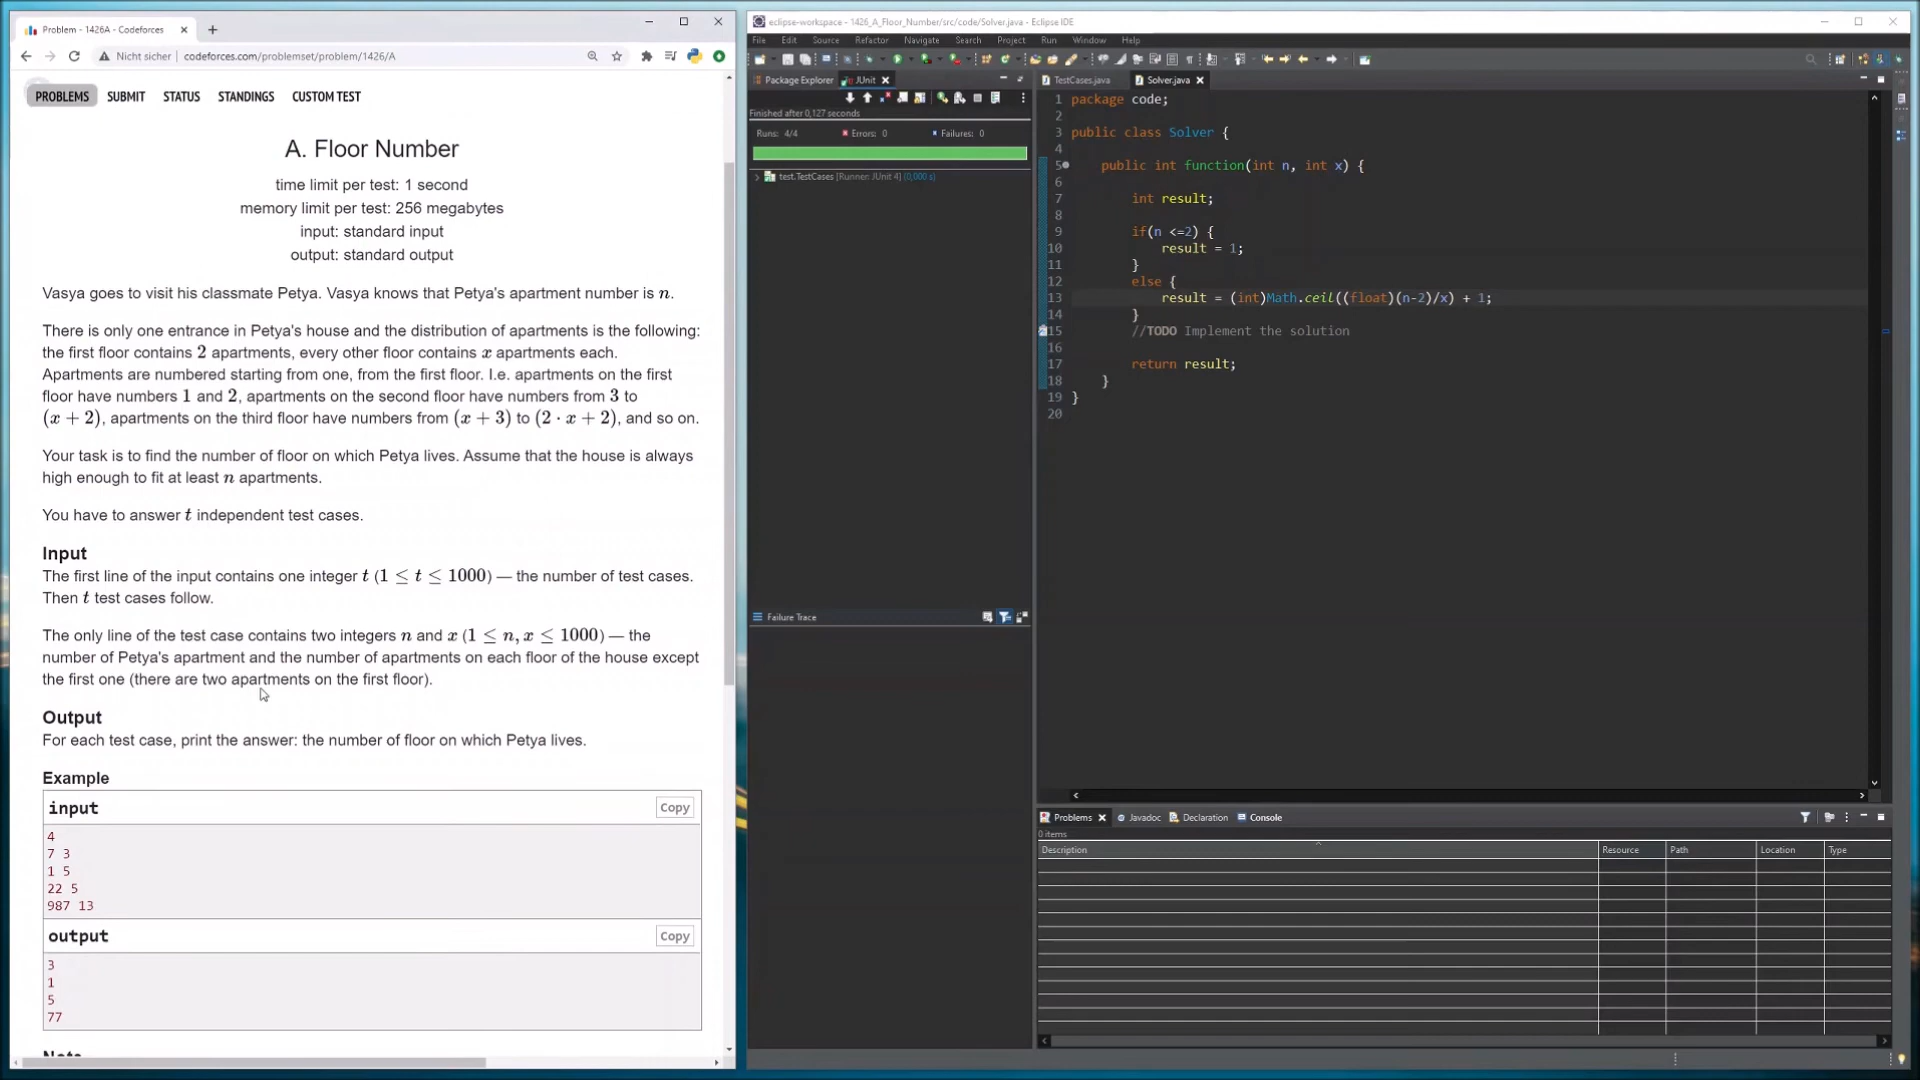 Problem - 1426A - Codeforces
Nicht sicher
codeforces.com/problemset/problem/1426/A
PROBLEMS SUBMIT STATUS STANDINGS CUSTOM TEST
A. Floor Number
time limit per test: 1 second
memory limit per test: 256 megabytes
input: standard input
output: standard output
Vasya goes to visit his classmate Petya. Vasya knows that Petya's apartment number is n.
There is only one entrance in Petya's house and the distribution of apartments is the following:
the first floor contains 2 apartments, every other floor contains x apartments each.
Apartments are numbered starting from one, from the first floor. I.e. apartments on the first
floor have numbers 1 and 2, apartments on the second floor have numbers from 3 to
(x + 2), apartments on the third floor have numbers from (x + 3) to (2 · x + 2), and so on.
Your task is to find the number of floor on which Petya lives. Assume that the house is always
high enough to fit at least n apartments.
You have to answer t independent test cases.
Input
The first line of the input contains one integer t (1 ≤ t ≤ 1000) — the number of test cases.
Then t test cases follow.
The only line of the test case contains two integers n and x (1 ≤ n, x ≤ 1000) — the
number of Petya's apartment and the number of apartments on each floor of the house except
the first one (there are two apartments on the first floor).
Output
For each test case, print the answer: the number of floor on which Petya lives.
Example
input
Copy
4
7 3
1 5
22 5
987 13
output
Copy
3
1
5
77
eclipse-workspace - 1426_A_Floor_Number/src/code/Solver.java - Eclipse IDE
File Edit Source Refactor Navigate Search Project Run Window Help
Package Explorer JUnit
Finished after 0,127 seconds
Runs: 4/4 Errors: 0 Failures: 0
test.TestCases [Runner: JUnit 4] (0,000 s)
Failure Trace
TestCases.java Solver.java
1 package code;
2
3 public class Solver {
4
5 public int function(int n, int x) {
6
7 int result;
8
9 if(n <=2) {
10 result = 1;
11 }
12 else {
13 result = (int)Math.ceil((float)(n-2)/x) + 1;
14 }
15 //TODO Implement the solution
16
17 return result;
18 }
19 }
20
Problems Javadoc Declaration Console
0 items
Description Resource Path Location Type